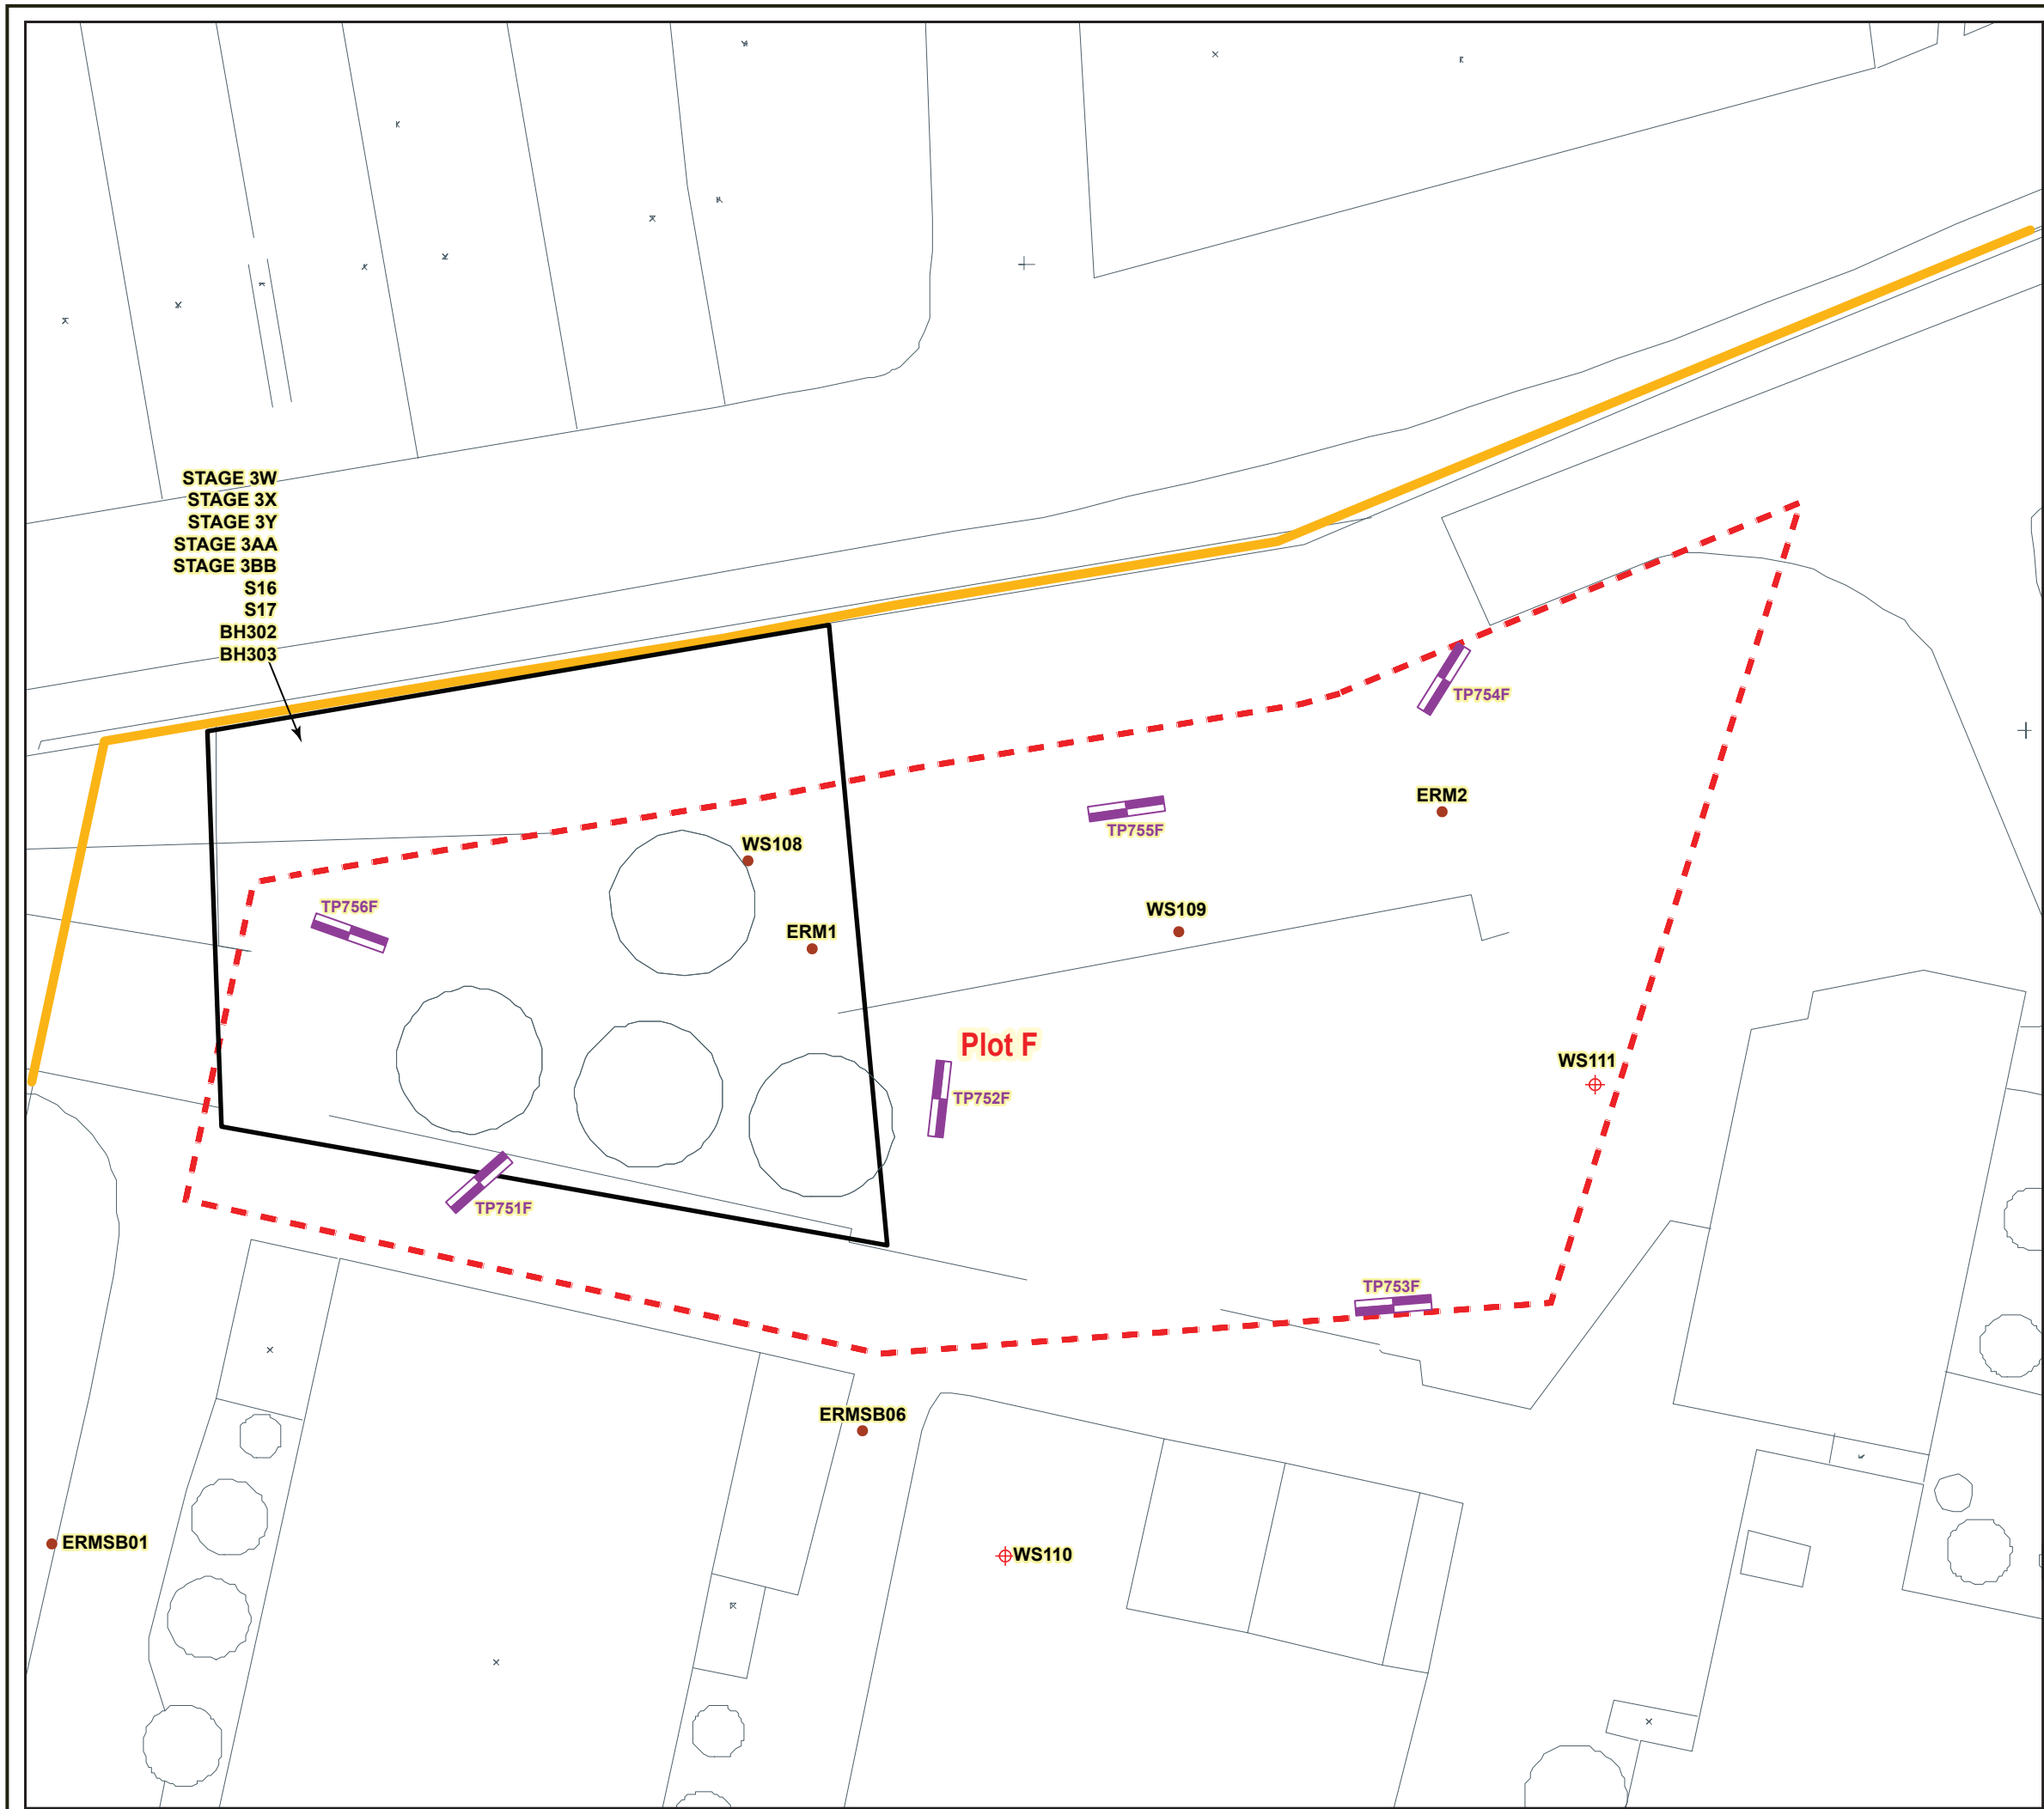 STAGE 3W
STAGE 3X
STAGE 3Y
STAGE 3AA
STAGE 3BB
S16
S17
BH302
BH303
TP754F
ERM2
TP755F
WS108
TP756F
WS109
ERM1
Plot F
WS111
TP752F
TP751F
TP753F
ERMSB06
ERMSB01
WS110